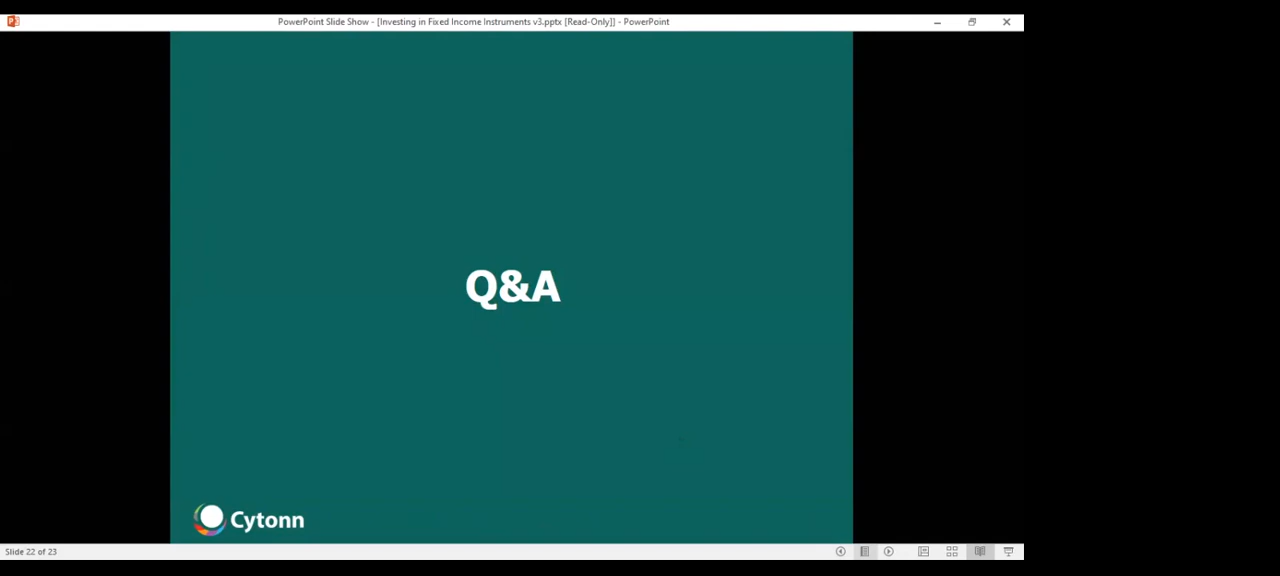 PowerPoint Slide Show - [Investing in Fixed Income Instruments v3.pptx [Read-Only]] - PowerPoint
Q&A
Cytonn
Slide 22 of 23